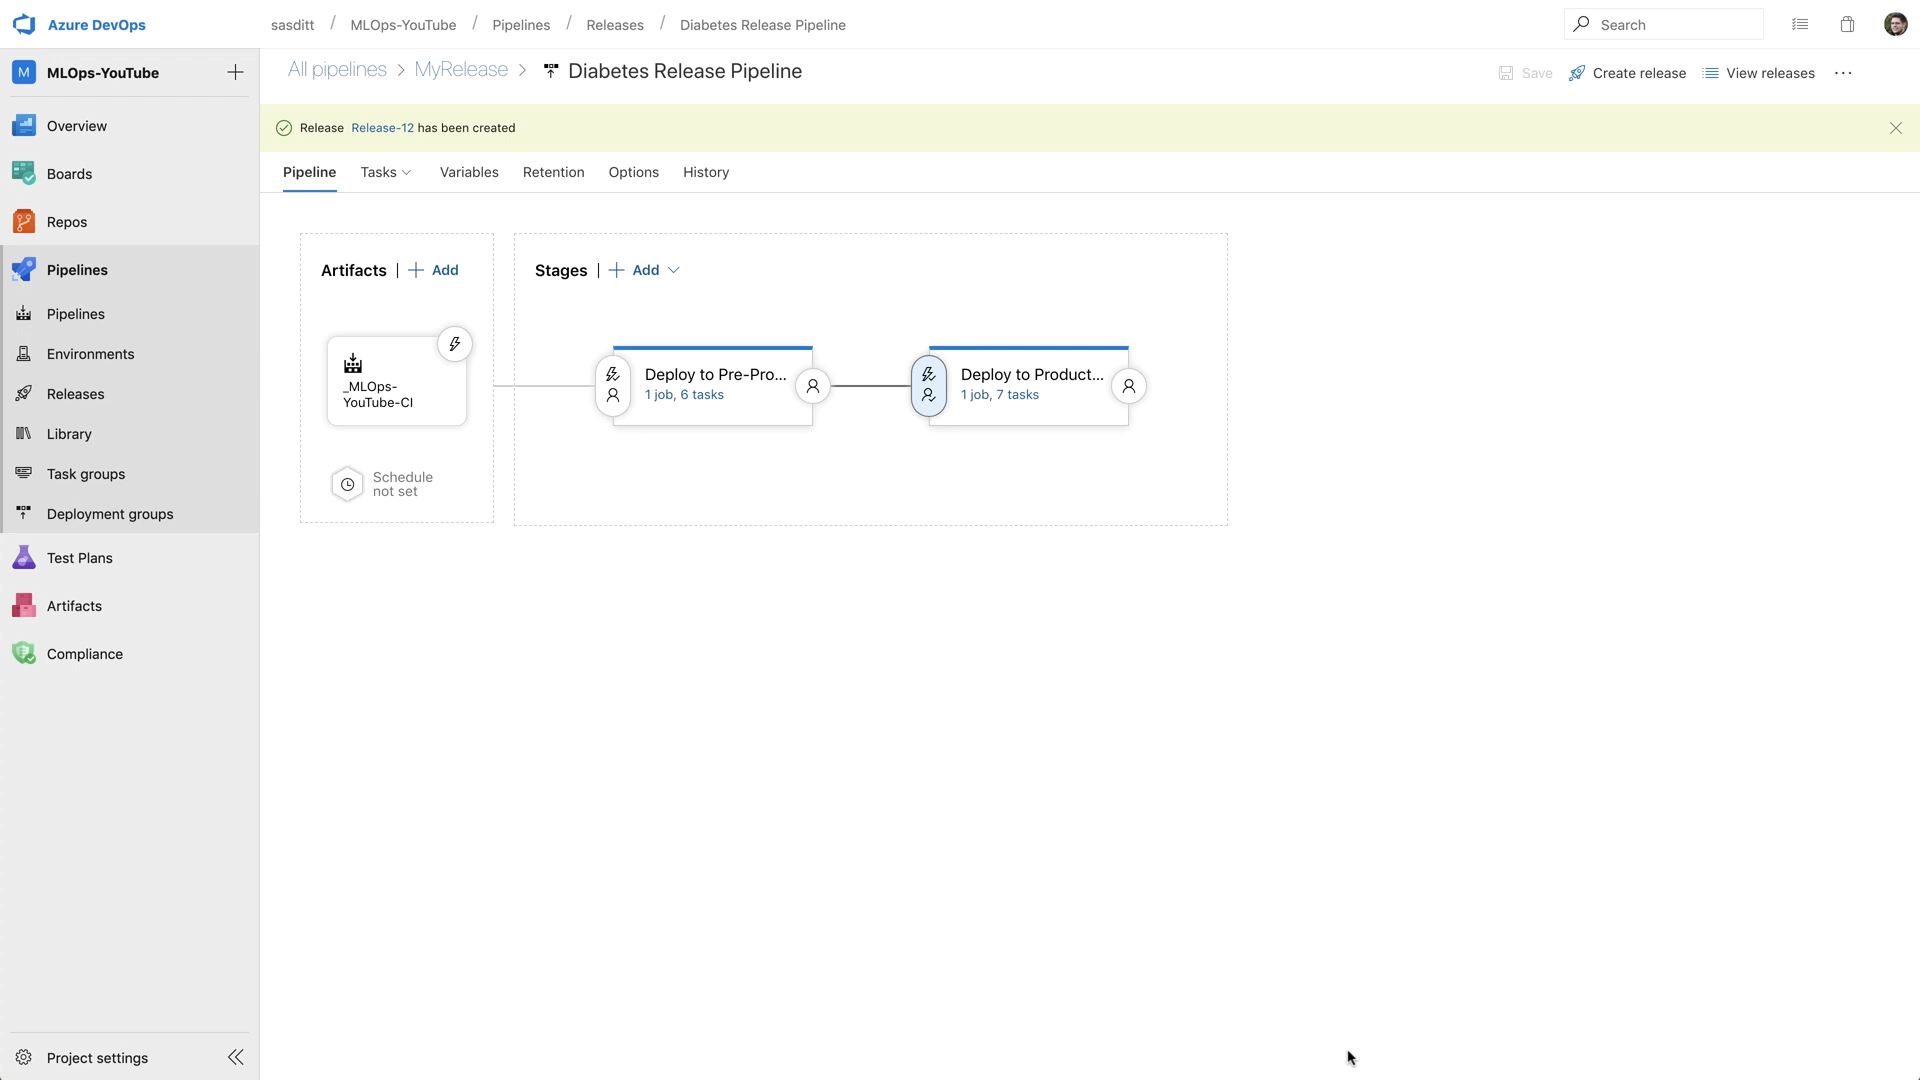 Azure DevOps
sasditt / MLOps-YouTube / Pipelines / Releases / Diabetes Release Pipeline
Search
M MLOps-YouTube
All pipelines > MyRelease > Diabetes Release Pipeline
Save
Create release
View releases
Release Release-12 has been created
Pipeline
Tasks
Variables
Retention
Options
History
Overview
Boards
Repos
Pipelines
Pipelines
Environments
Releases
Library
Task groups
Deployment groups
Test Plans
Artifacts
Compliance
Project settings
Artifacts | + Add
_MLOps-
YouTube-CI
Schedule
not set
Stages | + Add
Deploy to Pre-Pro...
1 job, 6 tasks
Deploy to Product...
1 job, 7 tasks